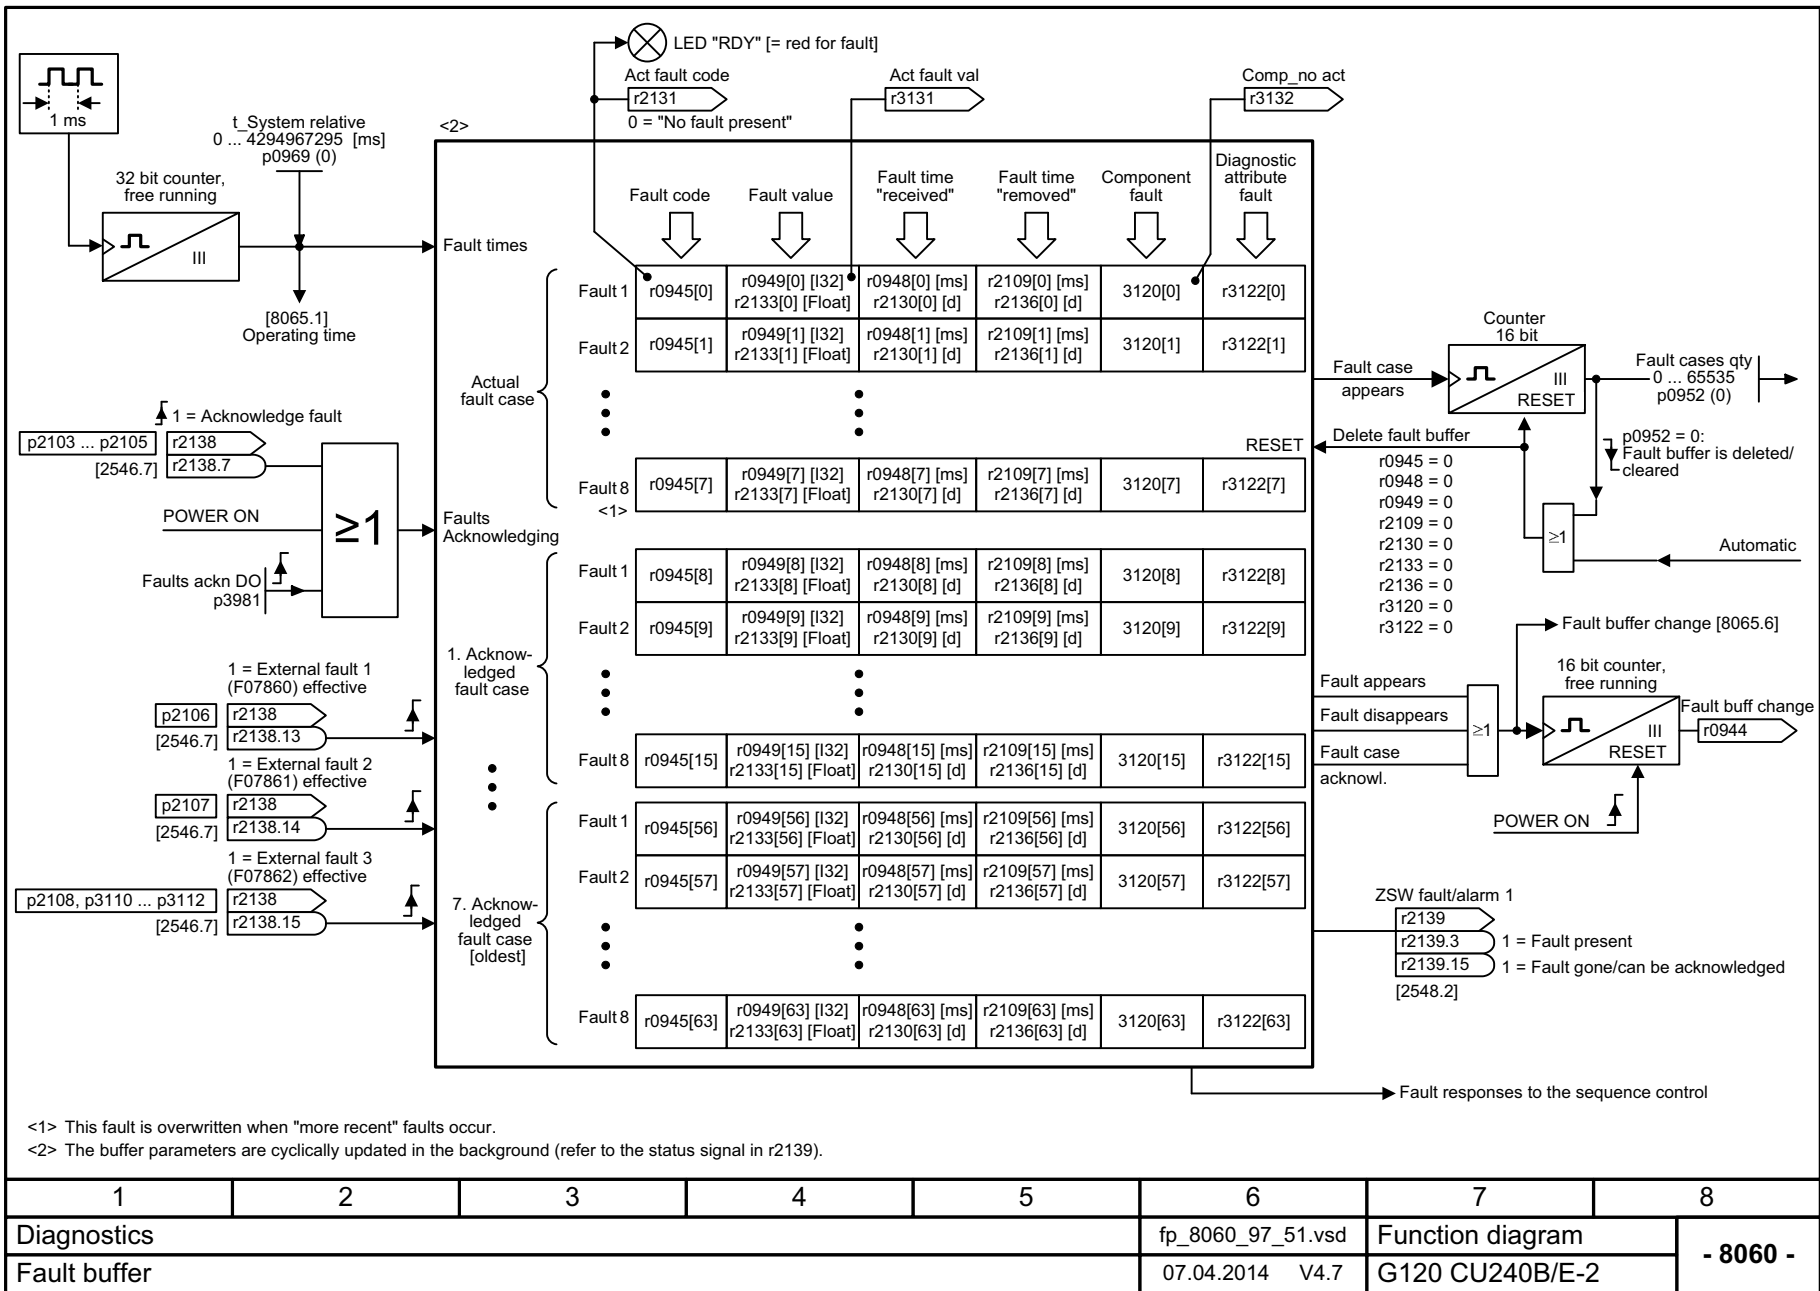 LED "RDY" [= red for fault]
Act fault code
r2131
0 = "No fault present"
Act fault val
r3131
Comp_no act
r3132
1 ms
t_System relative
0 ... 4294967295 [ms]
p0969 (0)
<2>
32 bit counter,
free running
III
[8065.1]
Operating time
Fault times
Fault code
Fault value
Fault time
"received"
Fault time
"removed"
Component
fault
Diagnostic
attribute
fault
Actual
fault case
Fault 1
r0945[0]
r0949[0] [I32]
r2133[0] [Float]
r0948[0] [ms]
r2130[0] [d]
r2109[0] [ms]
r2136[0] [d]
3120[0]
r3122[0]
Fault 2
r0945[1]
r0949[1] [I32]
r2133[1] [Float]
r0948[1] [ms]
r2130[1] [d]
r2109[1] [ms]
r2136[1] [d]
3120[1]
r3122[1]
Fault 8
<1>
r0945[7]
r0949[7] [I32]
r2133[7] [Float]
r0948[7] [ms]
r2130[7] [d]
r2109[7] [ms]
r2136[7] [d]
3120[7]
r3122[7]
1 = Acknowledge fault
p2103 ... p2105
r2138
[2546.7]
r2138.7
POWER ON
≥1
Faults ackn DO
p3981
Faults
Acknowledging
1. Acknow-
ledged
fault case
Fault 1
r0945[8]
r0949[8] [I32]
r2133[8] [Float]
r0948[8] [ms]
r2130[8] [d]
r2109[8] [ms]
r2136[8] [d]
3120[8]
r3122[8]
Fault 2
r0945[9]
r0949[9] [I32]
r2133[9] [Float]
r0948[9] [ms]
r2130[9] [d]
r2109[9] [ms]
r2136[9] [d]
3120[9]
r3122[9]
Fault 8
r0945[15]
r0949[15] [I32]
r2133[15] [Float]
r0948[15] [ms]
r2130[15] [d]
r2109[15] [ms]
r2136[15] [d]
3120[15]
r3122[15]
1 = External fault 1
(F07860) effective
p2106
r2138
[2546.7]
r2138.13
1 = External fault 2
(F07861) effective
p2107
r2138
[2546.7]
r2138.14
1 = External fault 3
(F07862) effective
p2108, p3110 ... p3112
r2138
[2546.7]
r2138.15
7. Acknow-
ledged
fault case
[oldest]
Fault 1
r0945[56]
r0949[56] [I32]
r2133[56] [Float]
r0948[56] [ms]
r2130[56] [d]
r2109[56] [ms]
r2136[56] [d]
3120[56]
r3122[56]
Fault 2
r0945[57]
r0949[57] [I32]
r2133[57] [Float]
r0948[57] [ms]
r2130[57] [d]
r2109[57] [ms]
r2136[57] [d]
3120[57]
r3122[57]
Fault 8
r0945[63]
r0949[63] [I32]
r2133[63] [Float]
r0948[63] [ms]
r2130[63] [d]
r2109[63] [ms]
r2136[63] [d]
3120[63]
r3122[63]
Fault case
appears
Counter
16 bit
III
RESET
Fault cases qty
0 ... 65535
p0952 (0)
RESET
Delete fault buffer
r0945 = 0
r0948 = 0
r0949 = 0
r2109 = 0
r2130 = 0
r2133 = 0
r2136 = 0
r3120 = 0
r3122 = 0
p0952 = 0:
Fault buffer is deleted/
cleared
≥1
Automatic
Fault buffer change [8065.6]
Fault appears
Fault disappears
Fault case
acknowl.
≥1
16 bit counter,
free running
III
RESET
Fault buff change
r0944
POWER ON
ZSW fault/alarm 1
r2139
r2139.3
1 = Fault present
r2139.15
1 = Fault gone/can be acknowledged
[2548.2]
Fault responses to the sequence control
<1> This fault is overwritten when "more recent" faults occur.
<2> The buffer parameters are cyclically updated in the background (refer to the status signal in r2139).
1 2 3 4 5 6 7 8
Diagnostics
fp_8060_97_51.vsd
Function diagram
- 8060 -
Fault buffer
07.04.2014 V4.7
G120 CU240B/E-2